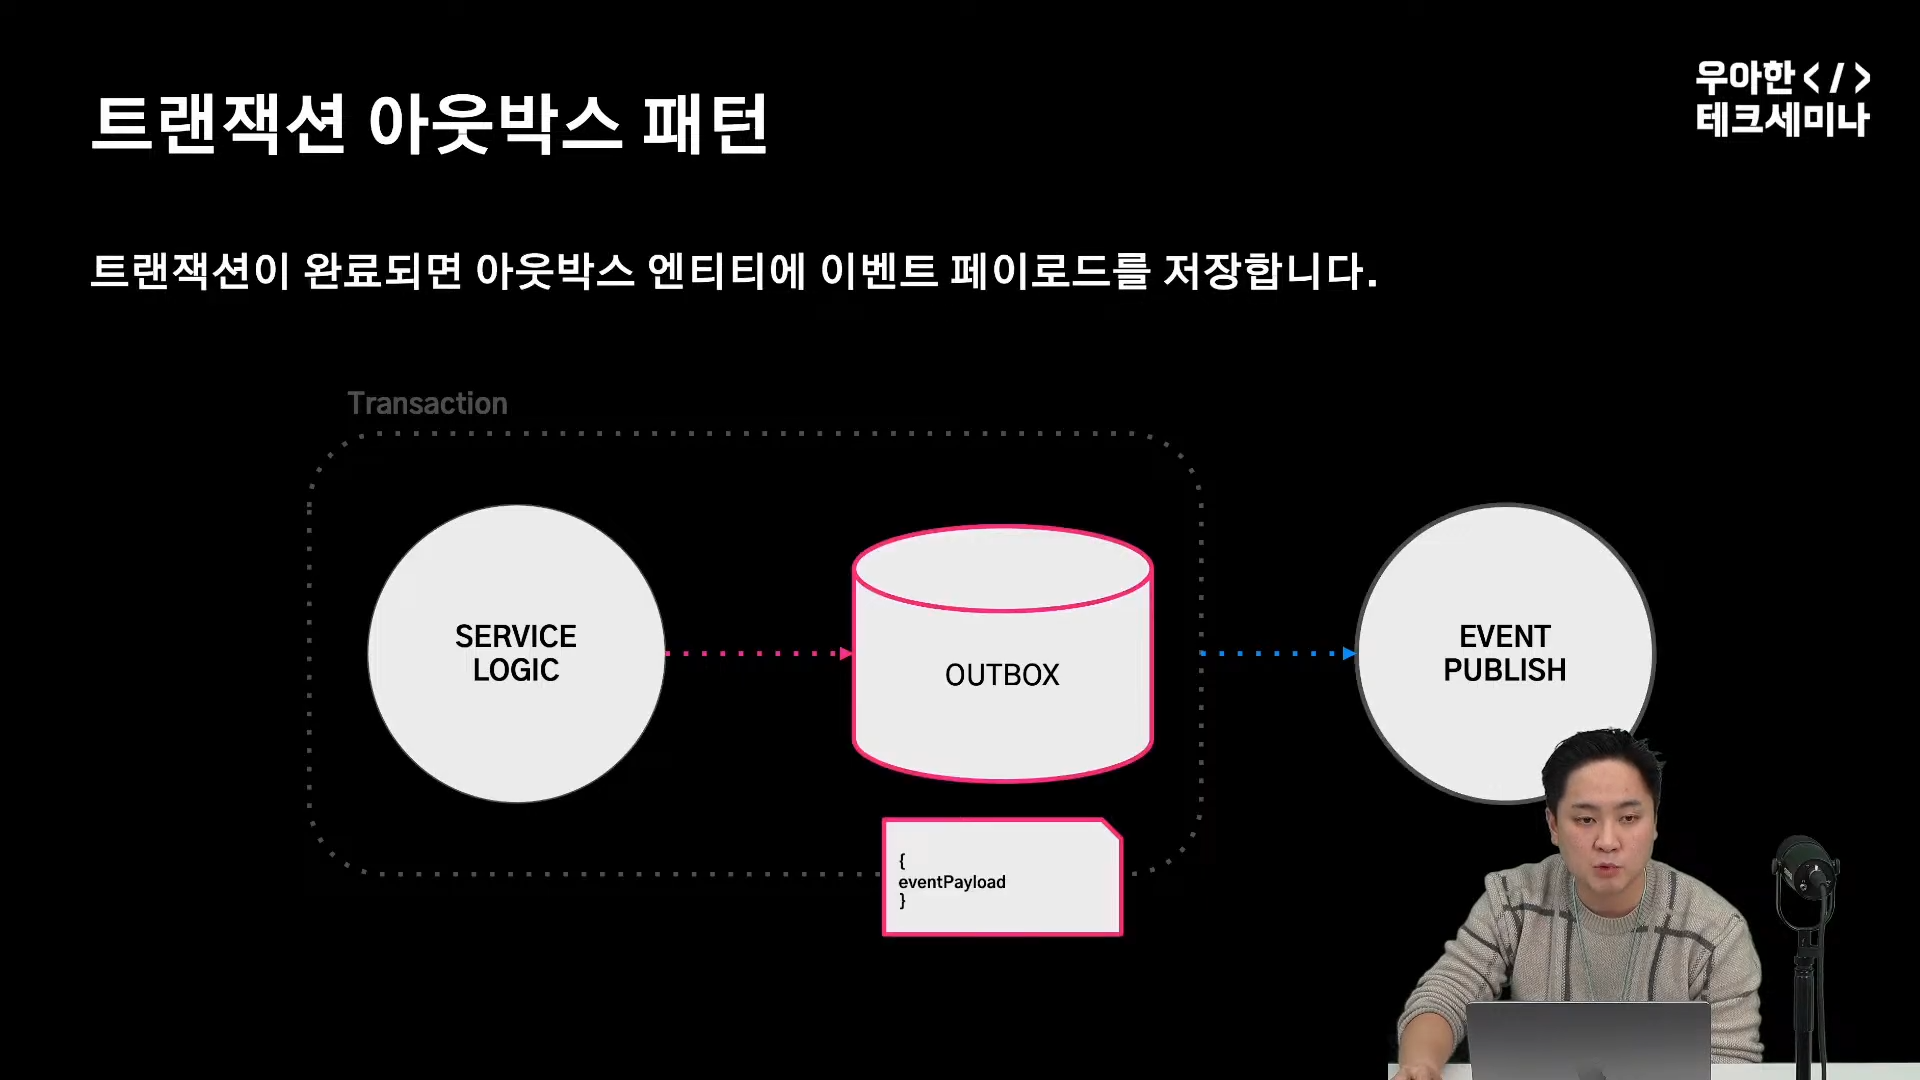 우아한</>
테크세미나
트랜잭션 아웃박스 패턴
트랜잭션이 완료되면 아웃박스 엔티티에 이벤트 페이로드를 저장합니다.
Transaction
SERVICE
LOGIC
OUTBOX
EVENT
PUBLISH
{
eventPayload
}